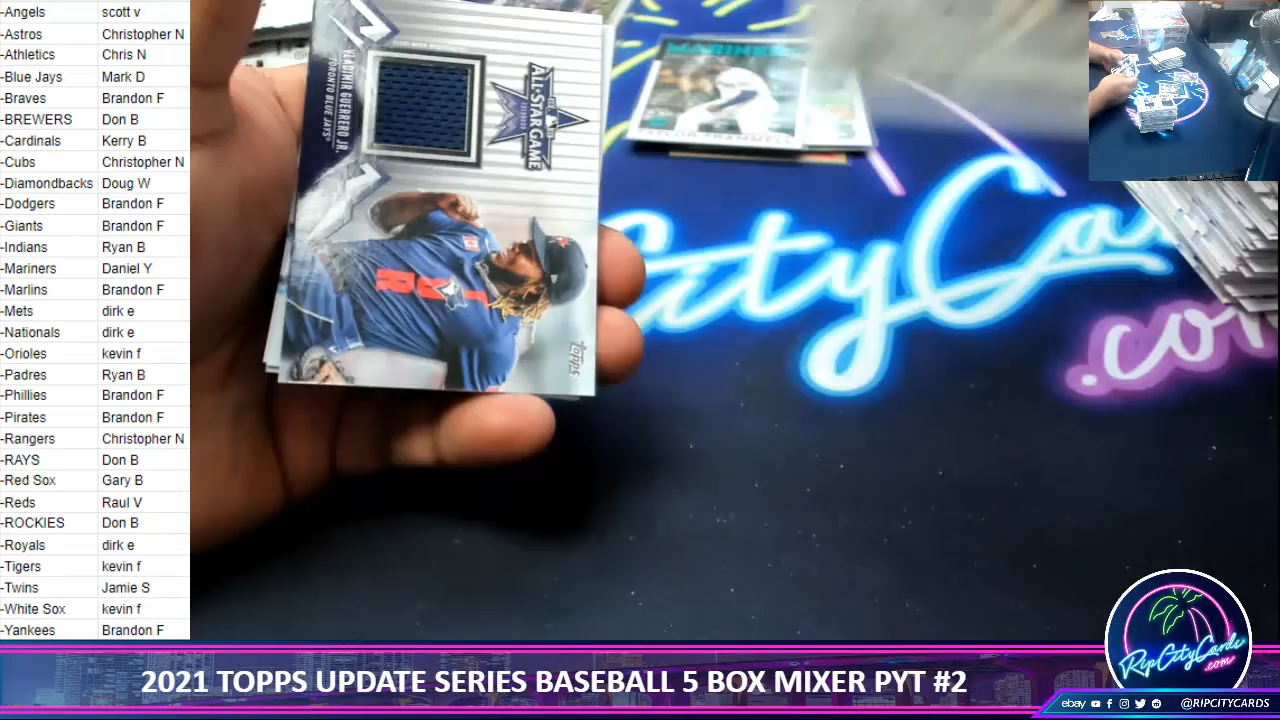 -Angels scott v
-Astros Christopher N
-Athletics Chris N
-Blue Jays Mark D
-Braves Brandon F
-BREWERS Don B
-Cardinals Kerry B
-Cubs Christopher N
-Diamondbacks Doug W
-Dodgers Brandon F
-Giants Brandon F
-Indians Ryan B
-Mariners Daniel Y
-Marlins Brandon F
-Mets dirk e
-Nationals dirk e
-Orioles kevin f
-Padres Ryan B
-Phillies Brandon F
-Pirates Brandon F
-Rangers Christopher N
-RAYS Don B
-Red Sox Gary B
-Reds Raul V
-ROCKIES Don B
-Royals dirk e
-Tigers kevin f
-Twins Jamie S
-White Sox kevin f
-Yankees Brandon F
VLADIMIR GUERRERO JR.
TORONTO BLUE JAYS
ALL-STAR GAME
Topps
MARINERS
TAYLOR TRAMMELL
CityCa
.com
RipCityCards
.com
2021 TOPPS UPDATE SERIES BASEBALL 5 BOX MIXER PYT #2
ebay @RIPCITYCARDS